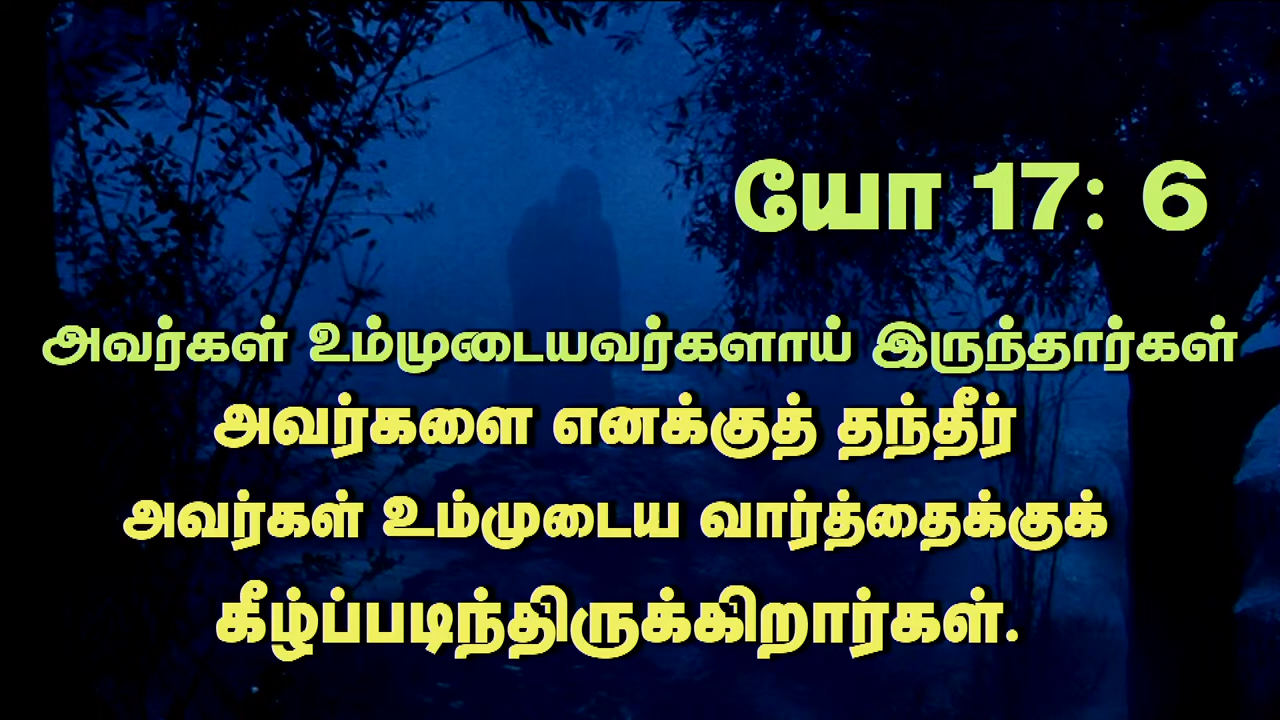 யோ 17: 6
அவர்கள் உம்முடையவர்களாய் இருந்தார்கள்
அவர்களை எனக்குத் தந்தீர்
அவர்கள் உம்முடைய வார்த்தைக்குக்
கீழ்ப்படிந்திருக்கிறார்கள்.